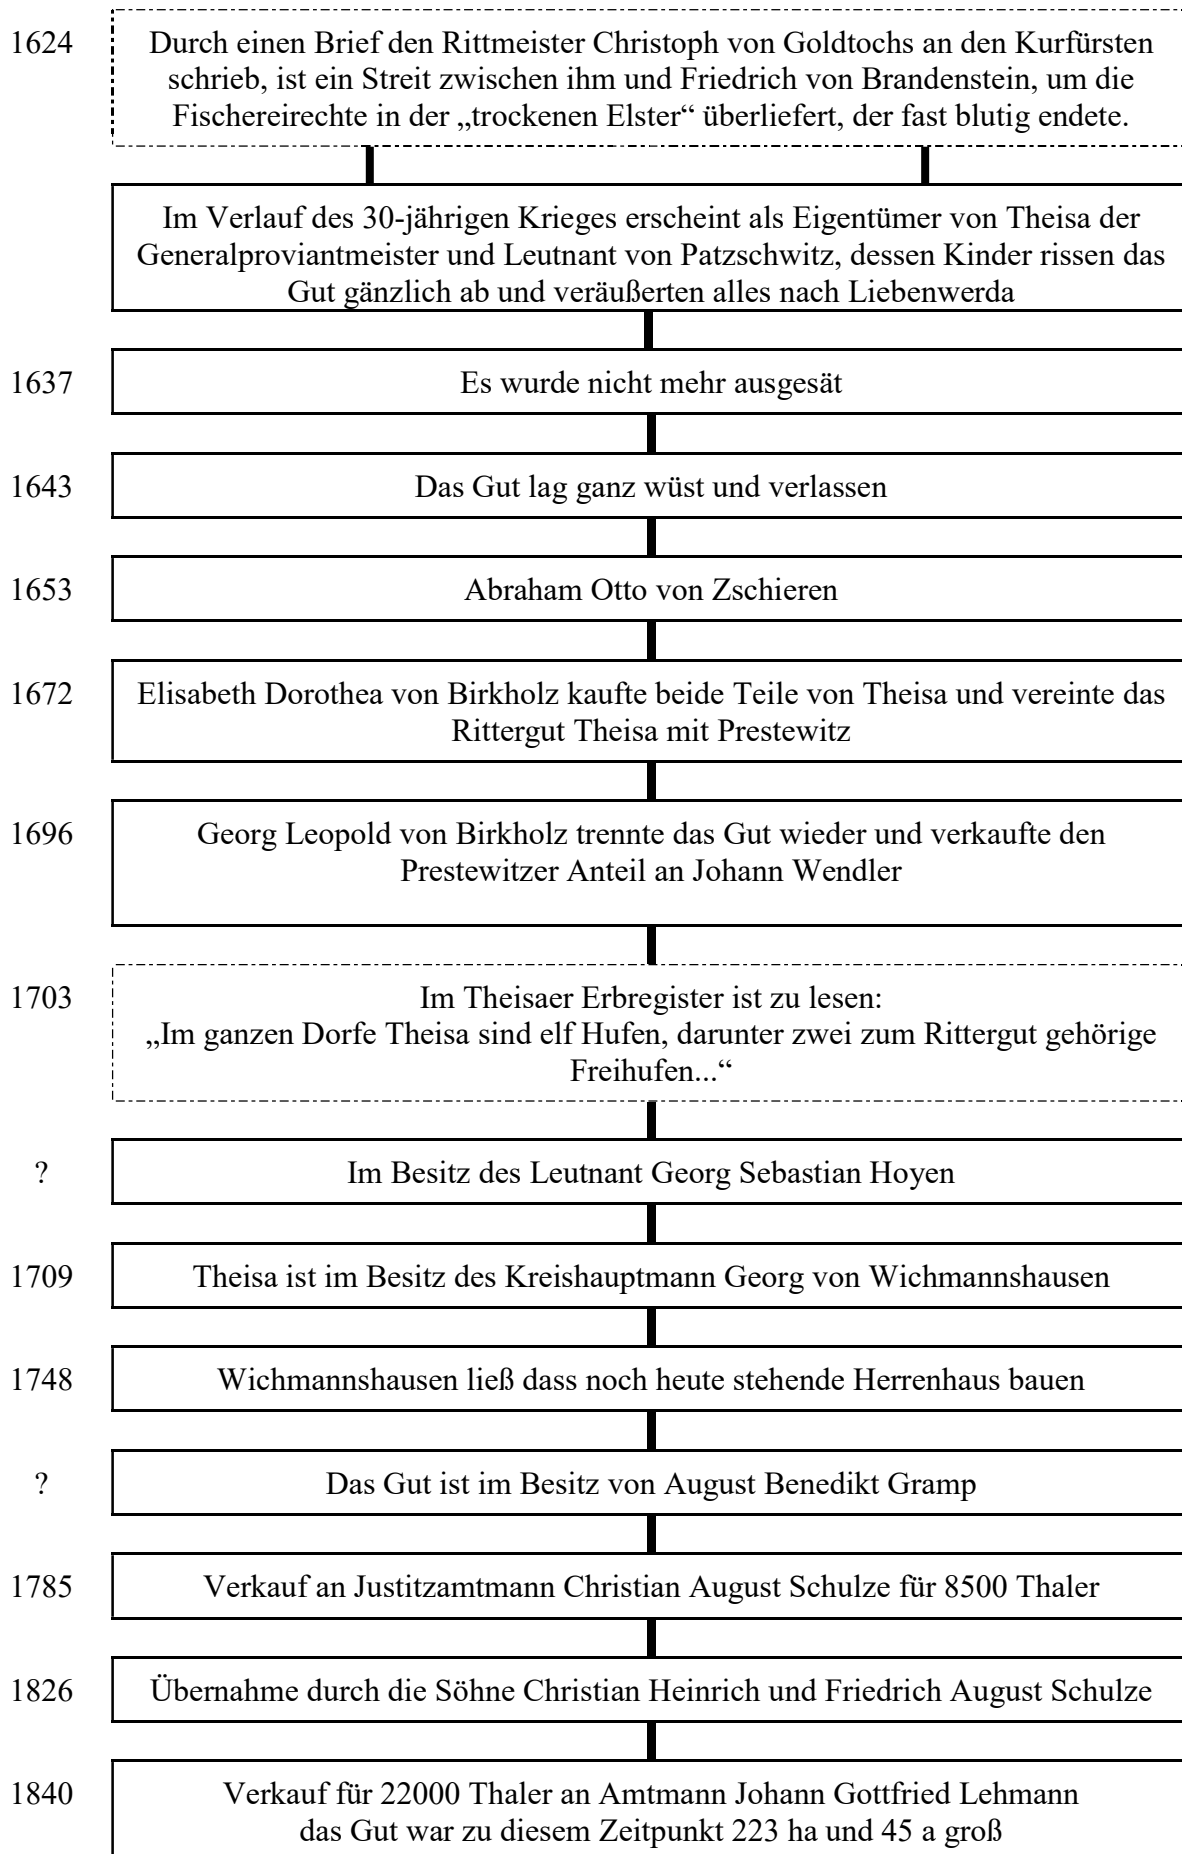 1624
Durch einen Brief den Rittmeister Christoph von Goldtochs an den Kurfürsten
schrieb, ist ein Streit zwischen ihm und Friedrich von Brandenstein, um die
Fischereirechte in der „trockenen Elster“ überliefert, der fast blutig endete.
Im Verlauf des 30-jährigen Krieges erscheint als Eigentümer von Theisa der
Generalproviantmeister und Leutnant von Patzschwitz, dessen Kinder rissen das
Gut gänzlich ab und veräußerten alles nach Liebenwerda
1637
Es wurde nicht mehr ausgesät
1643
Das Gut lag ganz wüst und verlassen
1653
Abraham Otto von Zschieren
1672
Elisabeth Dorothea von Birkholz kaufte beide Teile von Theisa und vereinte das
Rittergut Theisa mit Prestewitz
1696
Georg Leopold von Birkholz trennte das Gut wieder und verkaufte den
Prestewitzer Anteil an Johann Wendler
1703
Im Theisaer Erbregister ist zu lesen:
„Im ganzen Dorfe Theisa sind elf Hufen, darunter zwei zum Rittergut gehörige
Freihufen...“
?
Im Besitz des Leutnant Georg Sebastian Hoyen
1709
Theisa ist im Besitz des Kreishauptmann Georg von Wichmannshausen
1748
Wichmannshausen ließ dass noch heute stehende Herrenhaus bauen
?
Das Gut ist im Besitz von August Benedikt Gramp
1785
Verkauf an Justitzamtmann Christian August Schulze für 8500 Thaler
1826
Übernahme durch die Söhne Christian Heinrich und Friedrich August Schulze
1840
Verkauf für 22000 Thaler an Amtmann Johann Gottfried Lehmann
das Gut war zu diesem Zeitpunkt 223 ha und 45 a groß